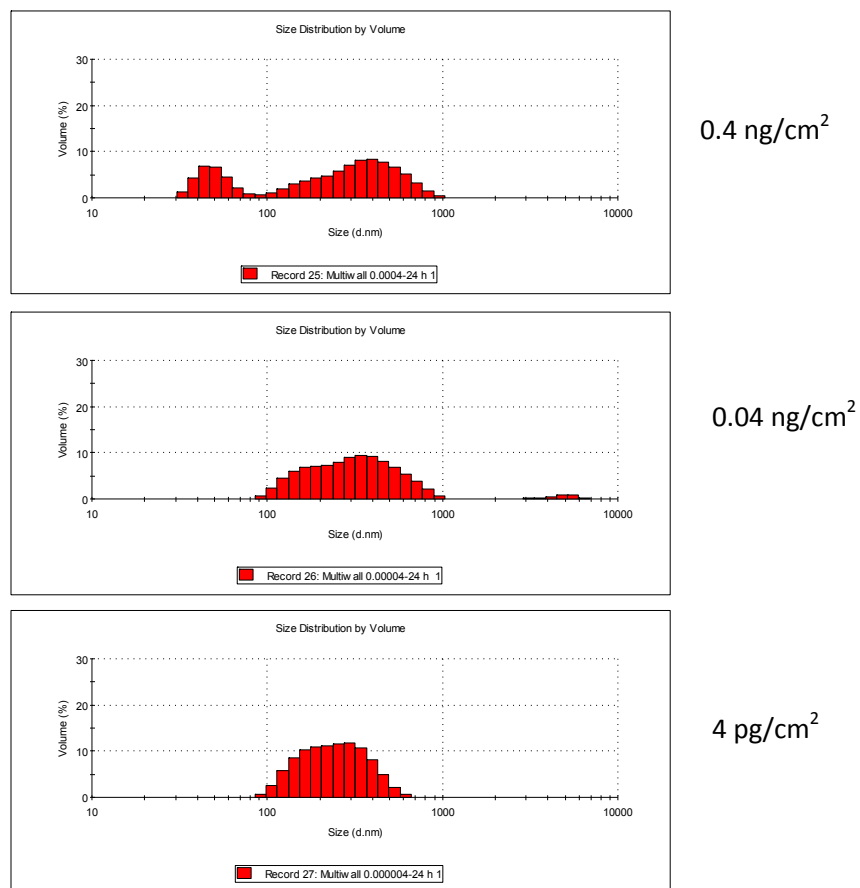 Size Distribution by Volume
30
20
10
0
Volume (%)
10 100 1000 10000
Size (d.nm)
Record 25: Multiwall 0.0004-24 h 1
0.4 ng/cm²
Size Distribution by Volume
30
20
10
0
Volume (%)
10 100 1000 10000
Size (d.nm)
Record 26: Multiwall 0.00004-24 h 1
0.04 ng/cm²
Size Distribution by Volume
30
20
10
0
Volume (%)
10 100 1000 10000
Size (d.nm)
Record 27: Multiwall 0.000004-24 h 1
4 pg/cm²